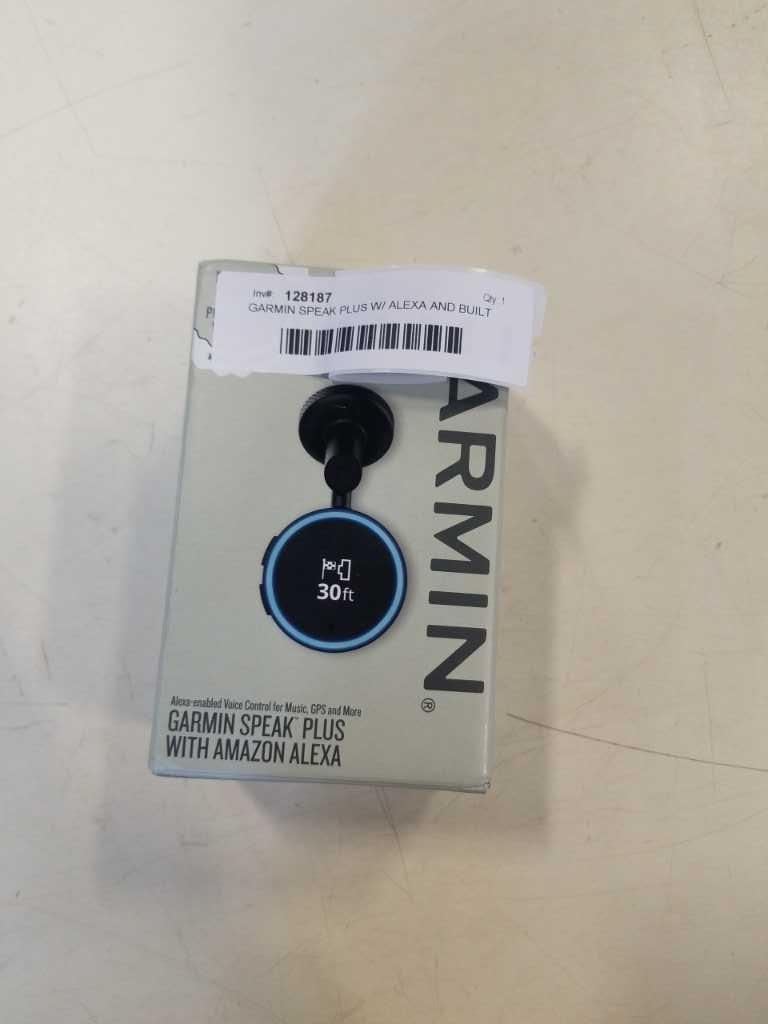 Inv#: 128187 Qty: 1
GARMIN SPEAK PLUS W/ ALEXA AND BUILT
ARMIN®
30ft
Alexa-enabled Voice Control for Music, GPS and More
GARMIN SPEAK™ PLUS
WITH AMAZON ALEXA